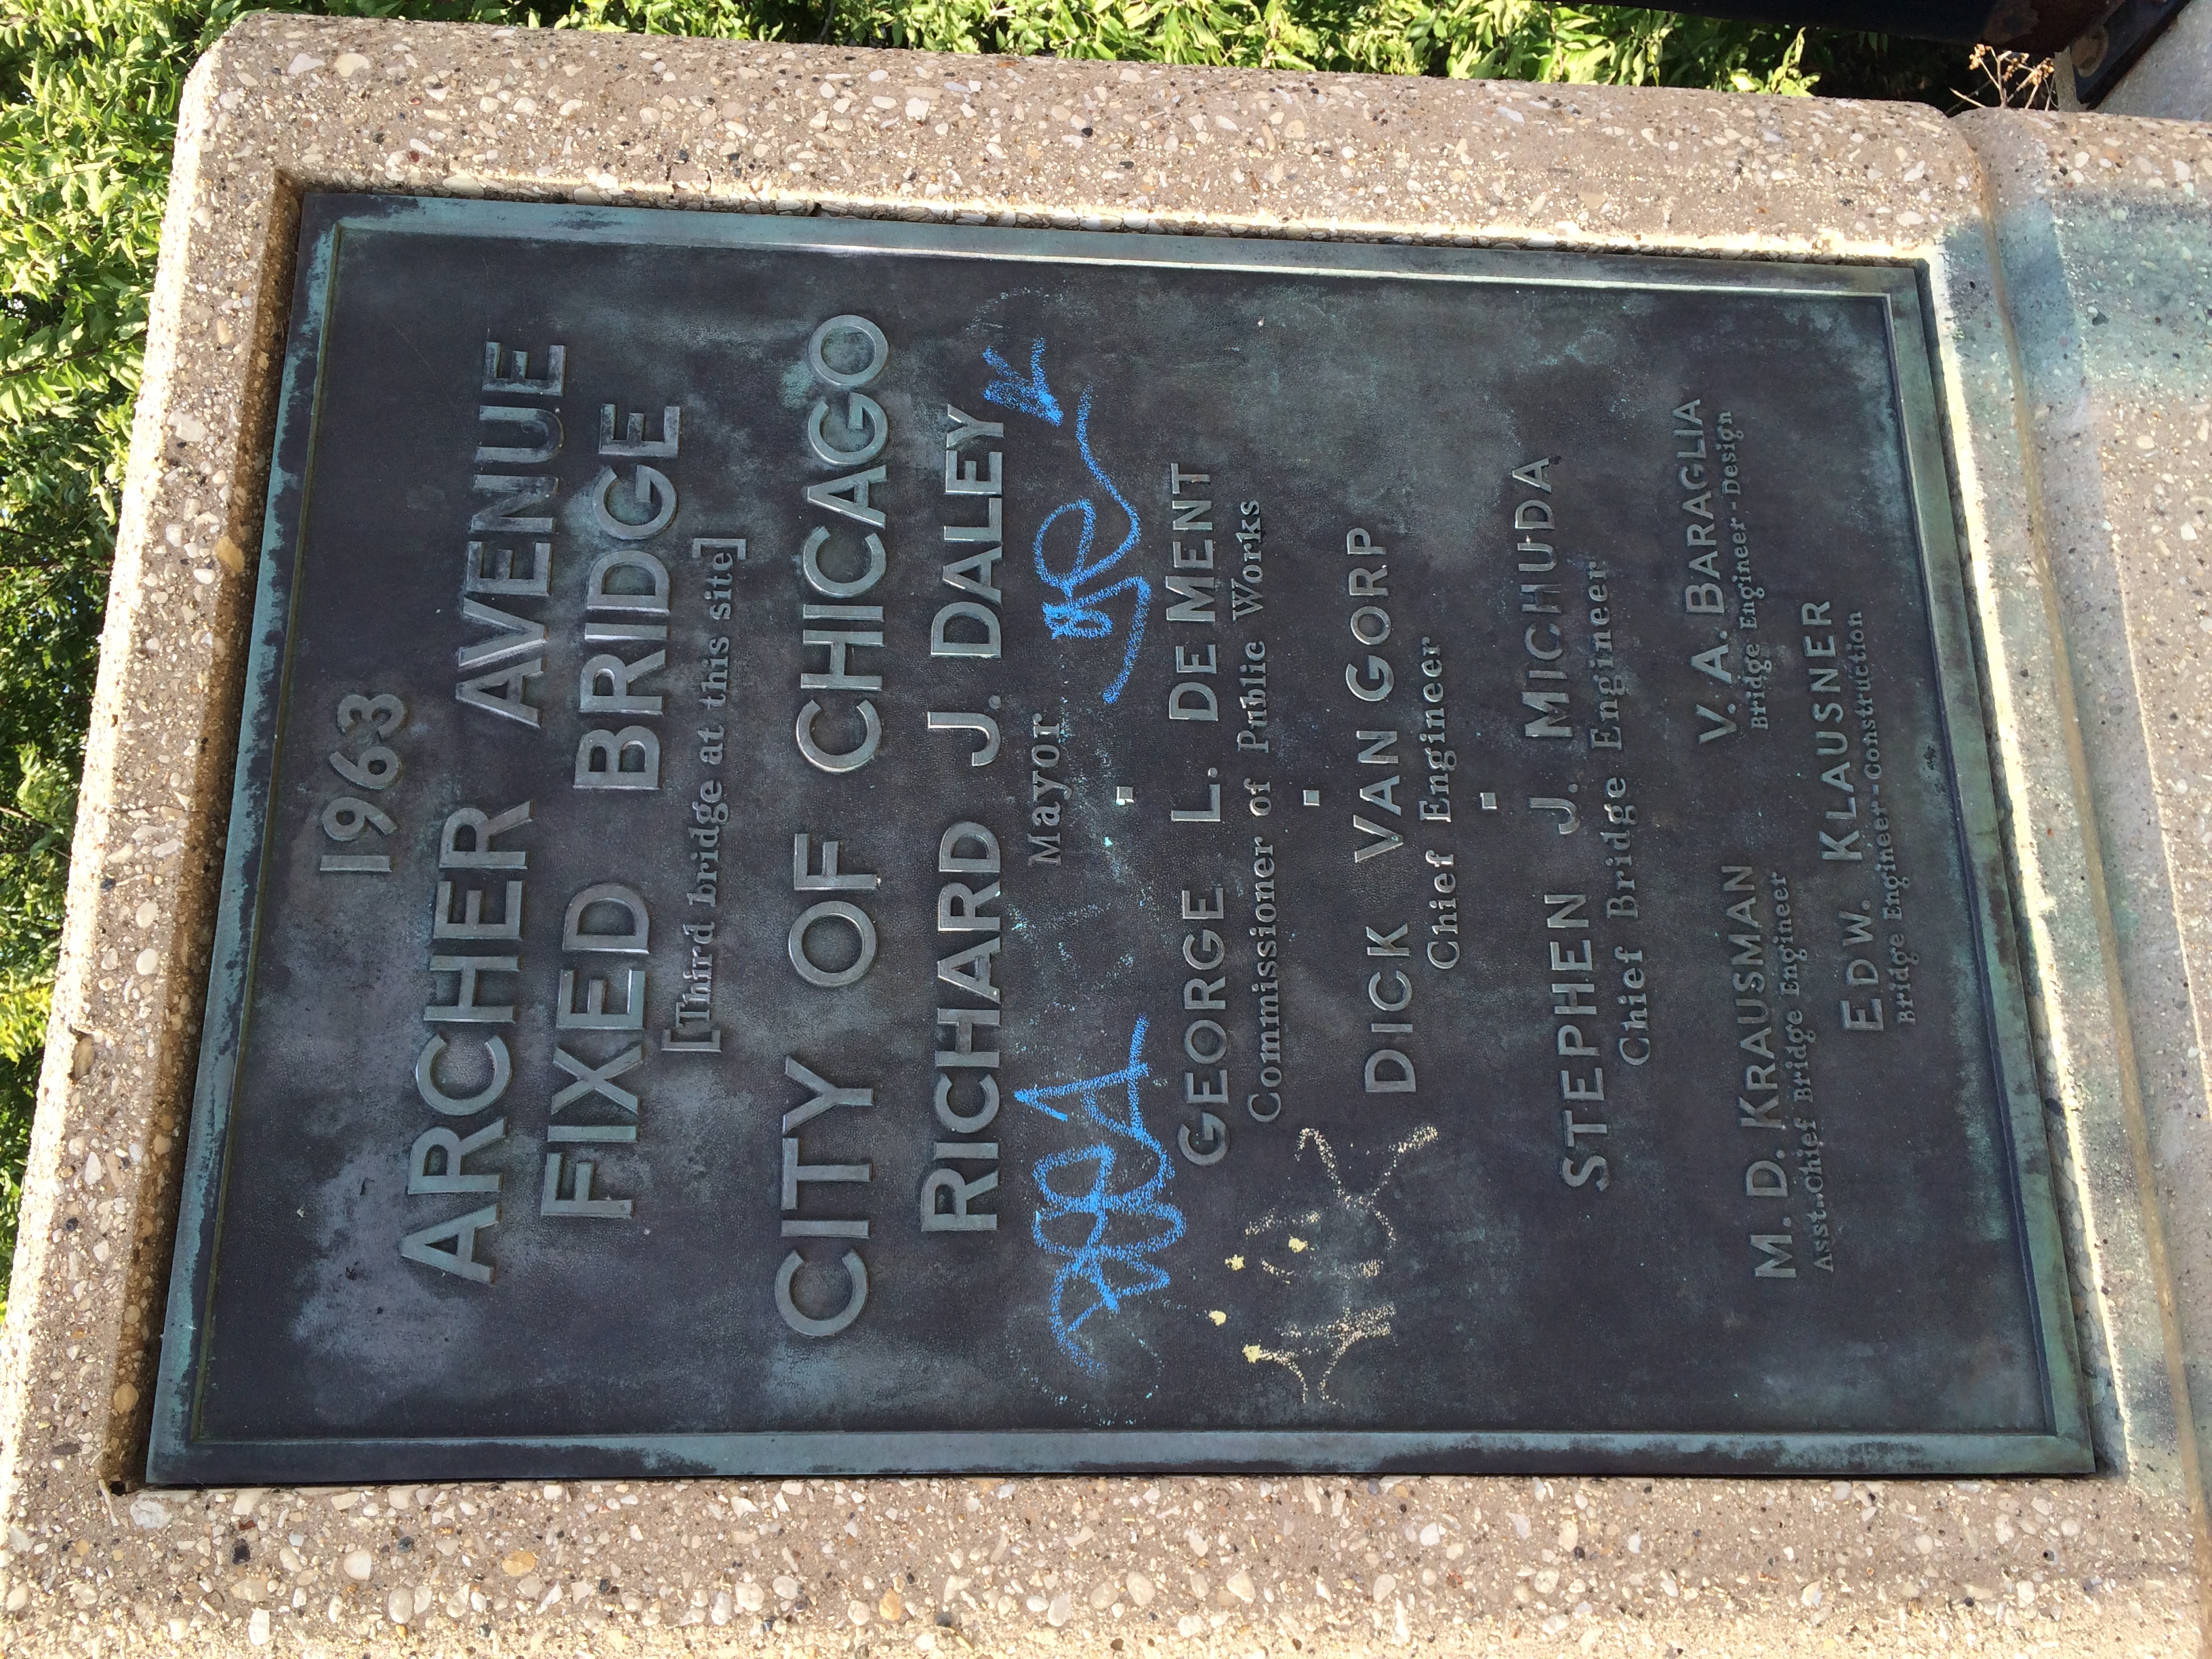 1963
ARCHER AVENUE
FIXED BRIDGE
[Third bridge at this site]
CITY OF CHICAGO
RICHARD J. DALEY
Mayor
GEORGE L. DEMENT
Commissioner of Public Works
DICK VAN GORP
Chief Engineer
STEPHEN J. MICHUDA
Chief Bridge Engineer
M. D. KRAUSMAN
Asst. Chief Bridge Engineer
V. A. BARAGLIA
Bridge Engineer - Design
EDW. KLAUSNER
Bridge Engineer - Construction